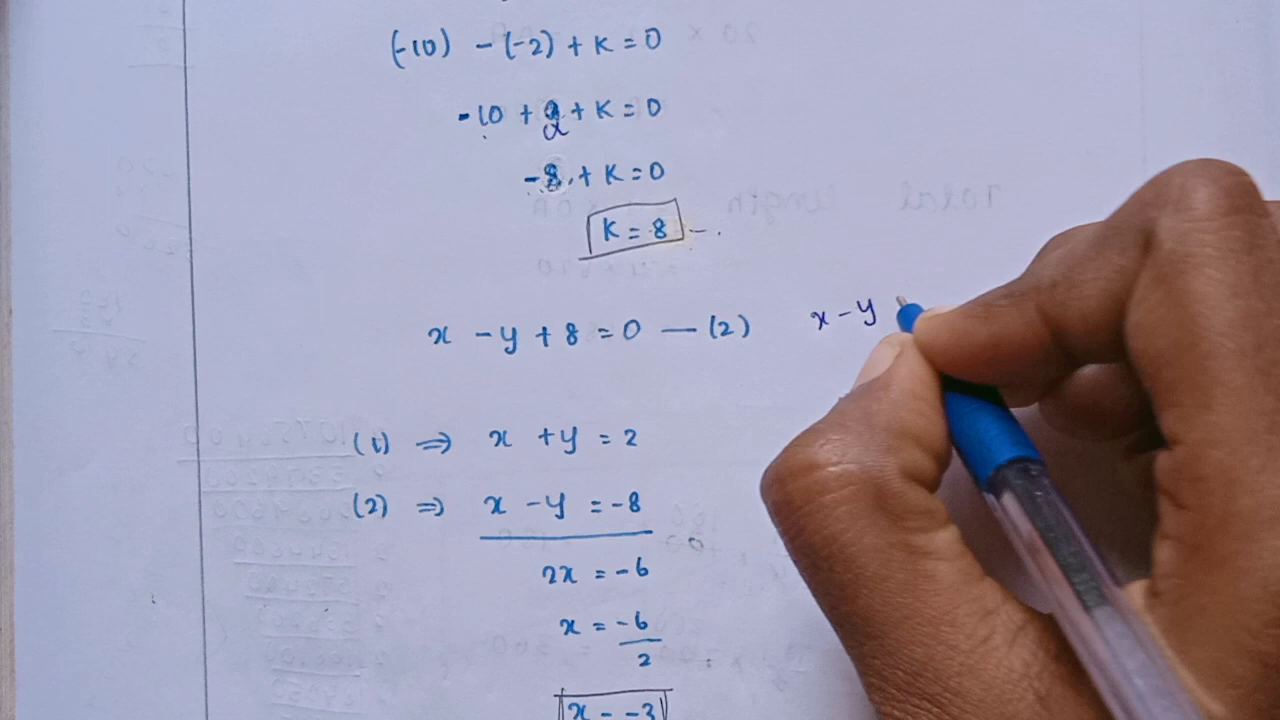 (-10) - (-2) + K = 0
-10 + 2 + K = 0
-8 + K = 0
K = 8
x - y + 8 = 0 — (2)
x - y
(1) ⇒ x + y = 2
(2) ⇒ x - y = -8
2x = -6
x = -6/2
x = -3